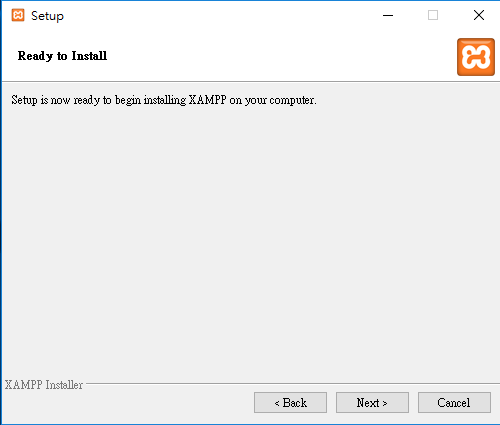 Setup
Ready to Install
Setup is now ready to begin installing XAMPP on your computer.
XAMPP Installer
< Back Next > Cancel